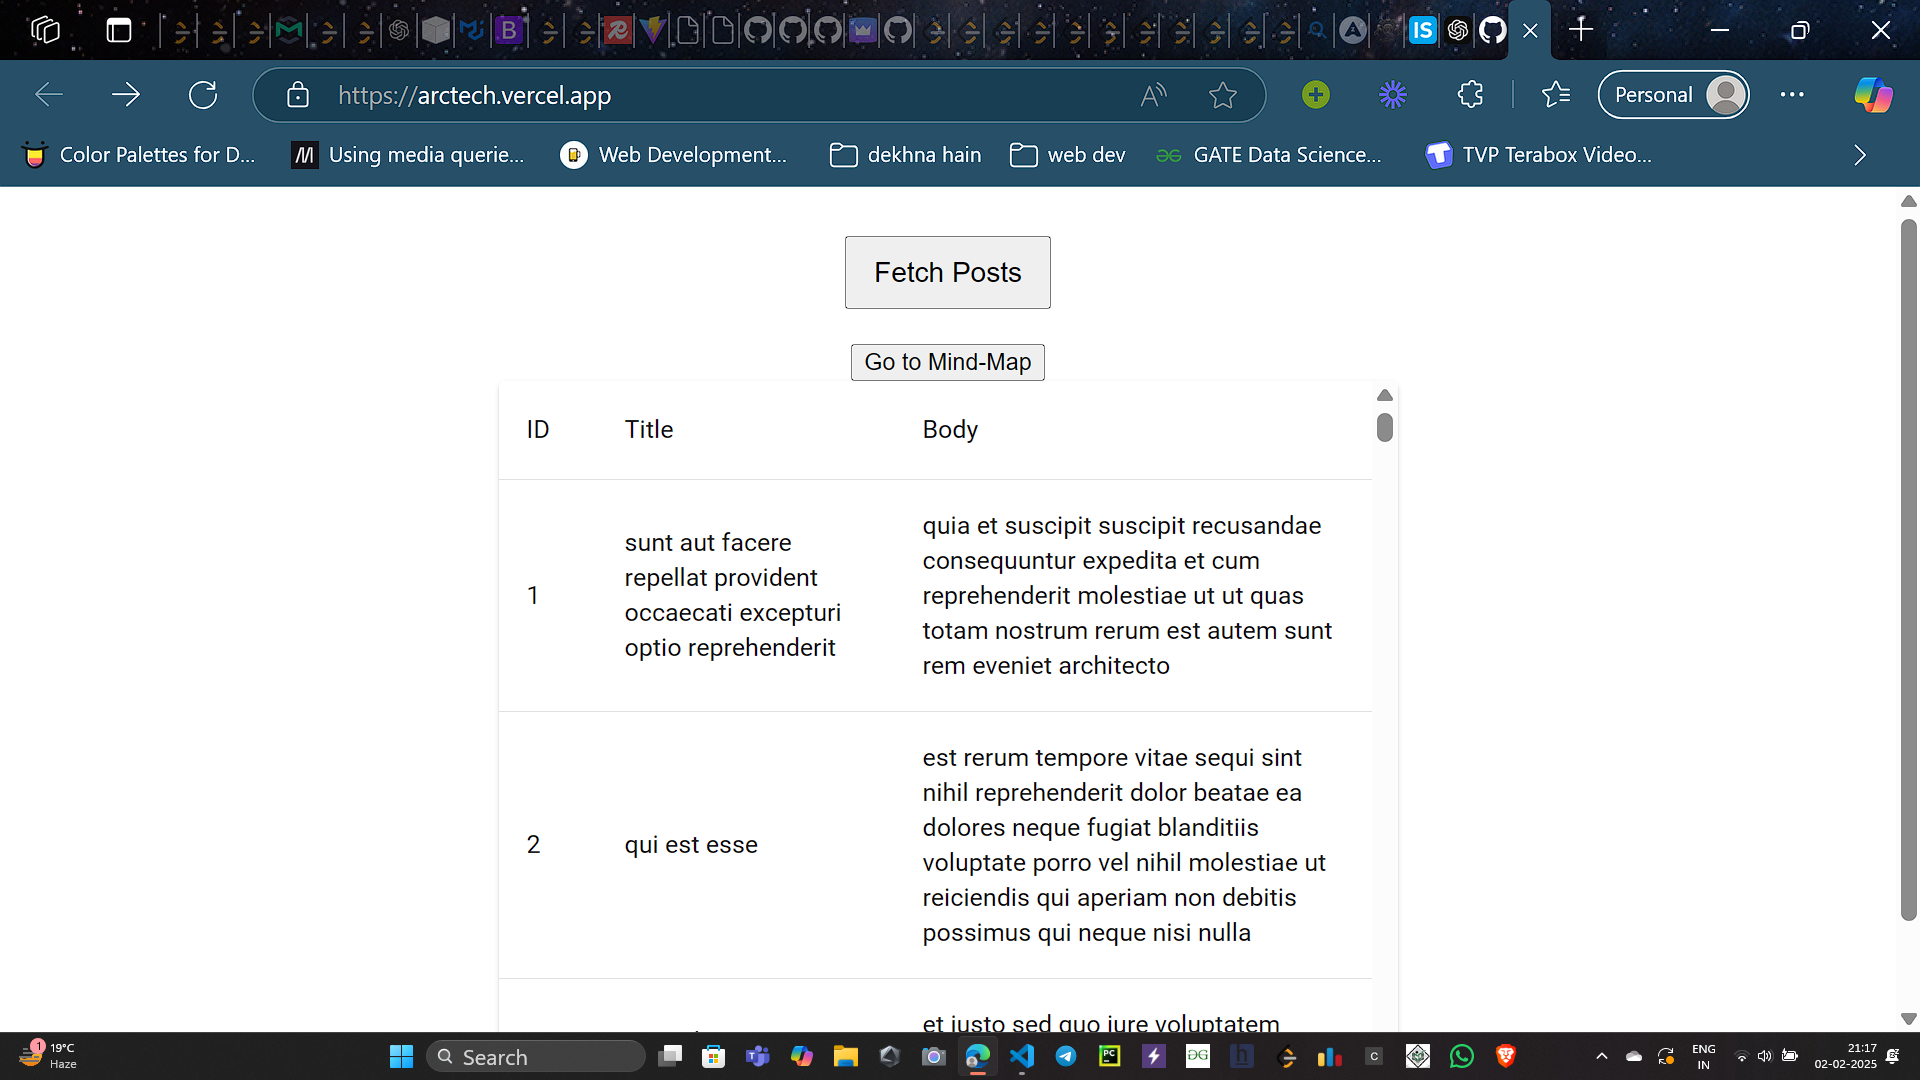 B
IS
https://arctech.vercel.app
Personal
Color Palettes for D...
Using media querie...
Web Development...
dekhna hain
web dev
GATE Data Science...
TVP Terabox Video...
Fetch Posts
Go to Mind-Map
ID Title Body
1
sunt aut facere
repellat provident
occaecati excepturi
optio reprehenderit
quia et suscipit suscipit recusandae
consequuntur expedita et cum
reprehenderit molestiae ut ut quas
totam nostrum rerum est autem sunt
rem eveniet architecto
2
qui est esse
est rerum tempore vitae sequi sint
nihil reprehenderit dolor beatae ea
dolores neque fugiat blanditiis
voluptate porro vel nihil molestiae ut
reiciendis qui aperiam non debitis
possimus qui neque nisi nulla
et iusto sed quo iure voluptatem
1
19°C
Haze
Search
PC
C
ENG
IN
21:17
02-02-2025